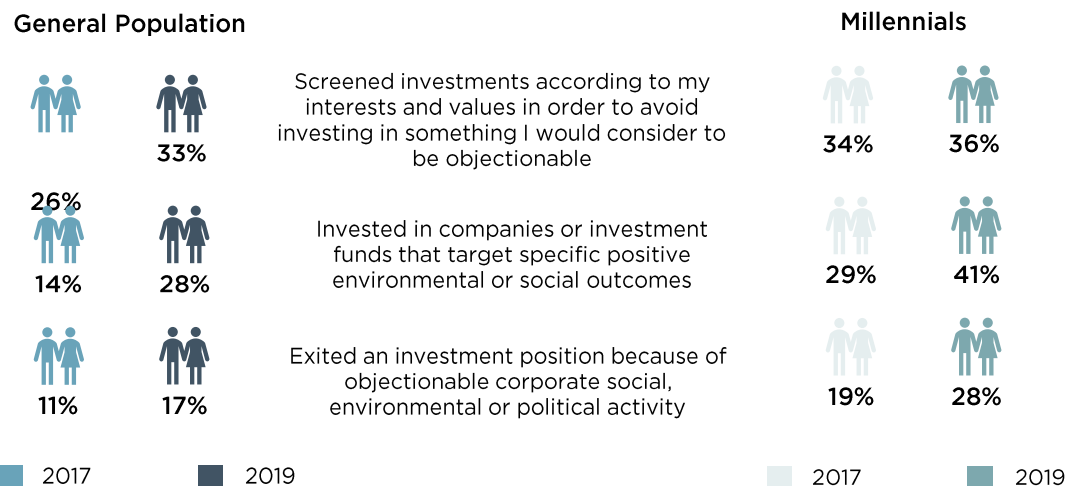 General Population
Millennials
Screened investments according to my
interests and values in order to avoid
investing in something I would consider to
be objectionable
33%
34%
36%
26%
Invested in companies or investment
funds that target specific positive
environmental or social outcomes
14%
28%
29%
41%
Exited an investment position because of
objectionable corporate social,
environmental or political activity
11%
17%
19%
28%
2017
2019
2017
2019